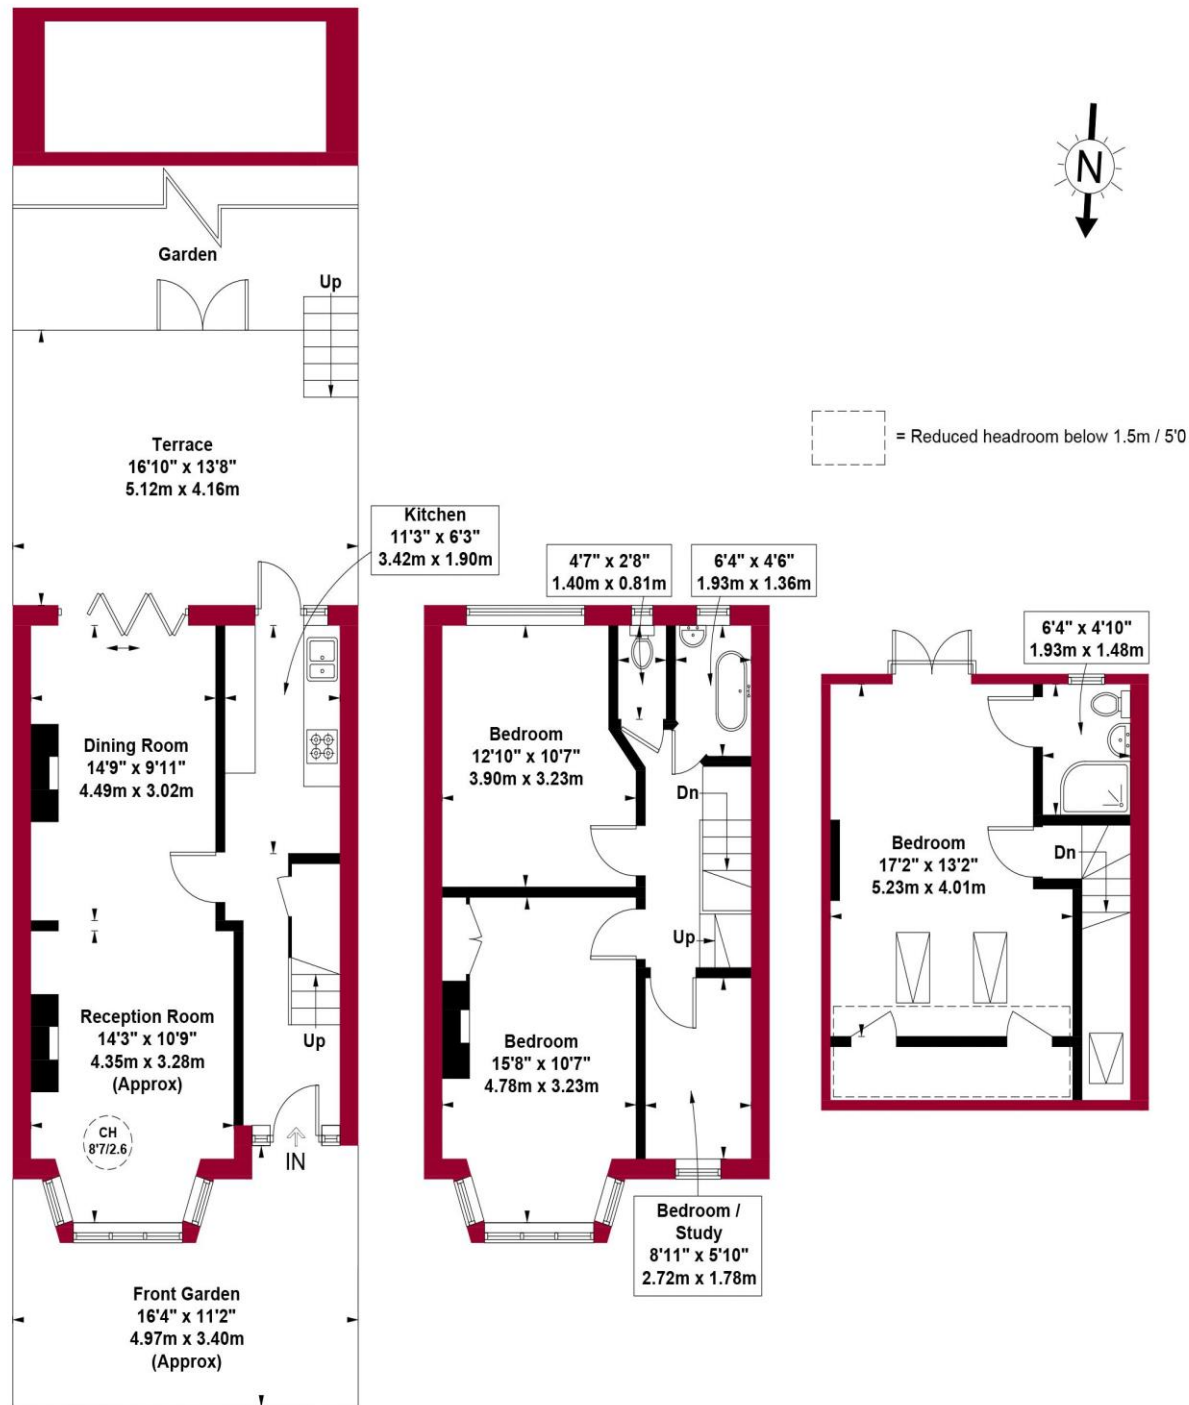 N
Garden
Up
= Reduced headroom below 1.5m / 5'0
Terrace
16'10" x 13'8"
5.12m x 4.16m
Kitchen
11'3" x 6'3"
3.42m x 1.90m
4'7" x 2'8"
1.40m x 0.81m
6'4" x 4'6"
1.93m x 1.36m
6'4" x 4'10"
1.93m x 1.48m
Dining Room
14'9" x 9'11"
4.49m x 3.02m
Bedroom
12'10" x 10'7"
3.90m x 3.23m
Dn
Bedroom
17'2" x 13'2"
5.23m x 4.01m
Dn
Up
Reception Room
14'3" x 10'9"
4.35m x 3.28m
(Approx)
Up
Bedroom
15'8" x 10'7"
4.78m x 3.23m
CH
8'7/2.6
IN
Bedroom /
Study
8'11" x 5'10"
2.72m x 1.78m
Front Garden
16'4" x 11'2"
4.97m x 3.40m
(Approx)